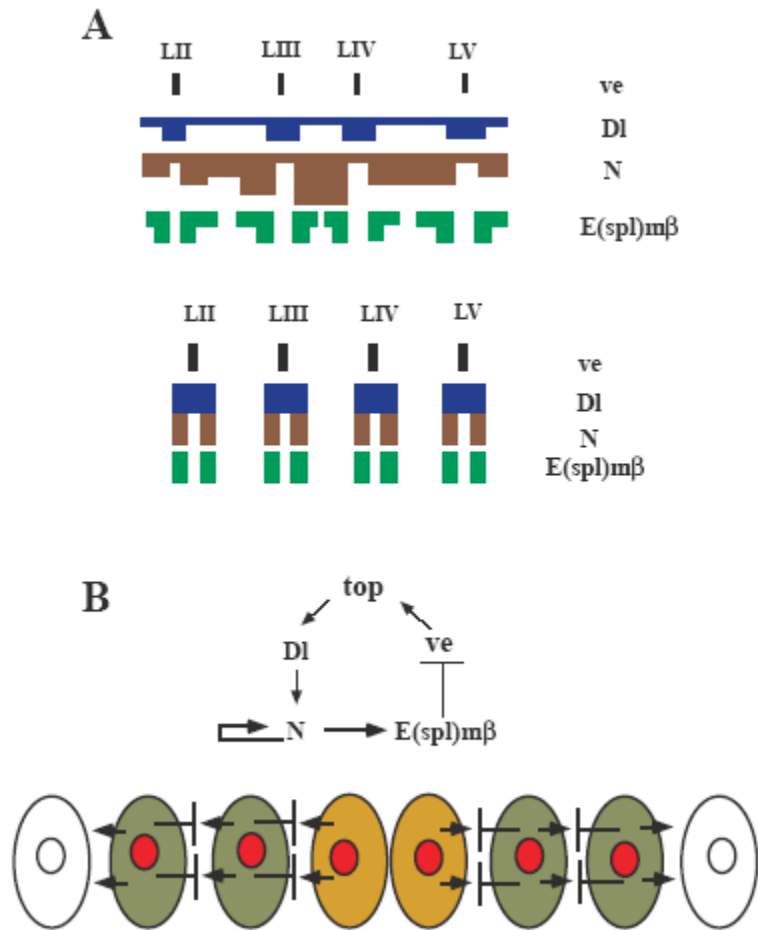 A
LII LIII LIV LV
ve
Dl
N
E(spl)mβ
LII LIII LIV LV
ve
Dl
N
E(spl)mβ
B
top
Dl ve
N E(spl)mβ